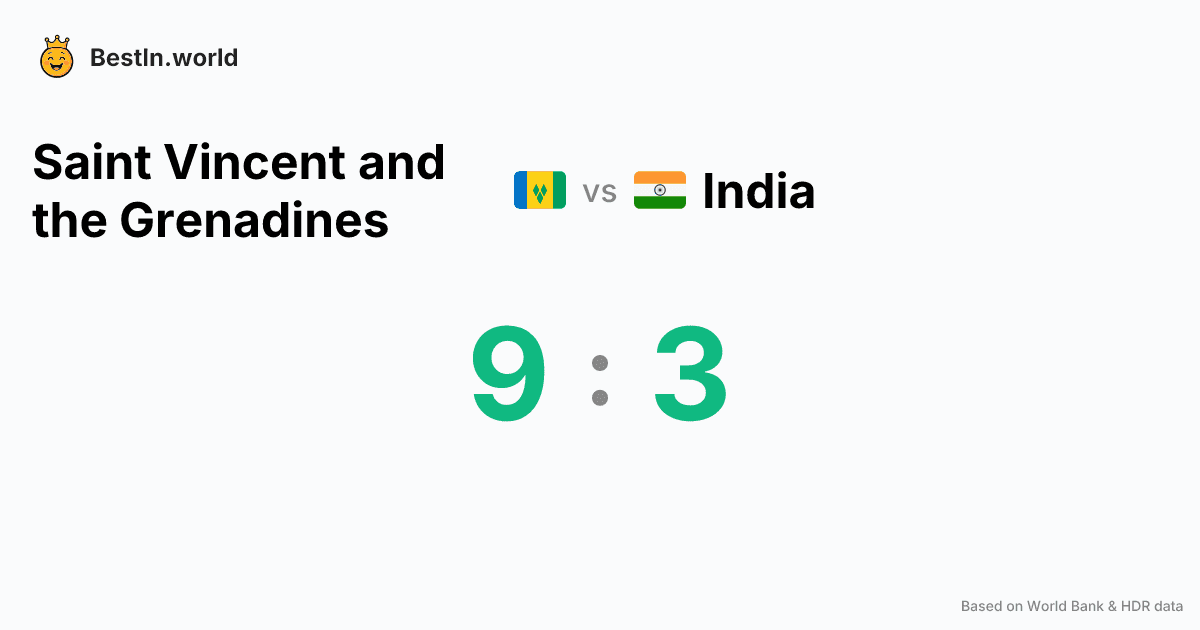 BestIn.world
Saint Vincent and
the Grenadines
vs
India
9 : 3
Based on World Bank & HDR data